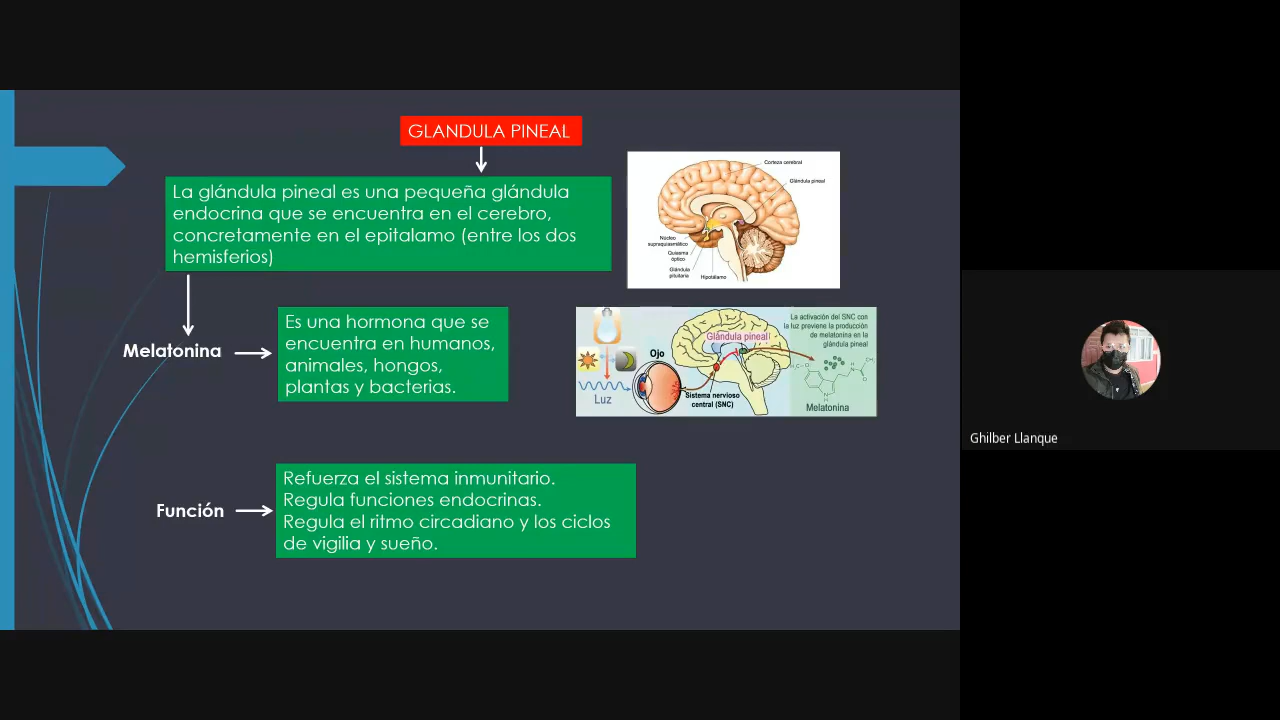 GLANDULA PINEAL
La glándula pineal es una pequeña glándula
endocrina que se encuentra en el cerebro,
concretamente en el epitalamo (entre los dos
hemisferios)
Corteza cerebral
Glándula pineal
Núcleo
supraquiasmático
Quiasma
óptico
Glándula
pituitaria
Hipotálamo
Melatonina
Es una hormona que se
encuentra en humanos,
animales, hongos,
plantas y bacterias.
La activación del SNC con
la luz previene la producción
de melatonina en la
glándula pineal
Glándula pineal
Ojo
Luz
Sistema nervioso
central (SNC)
Melatonina
Función
Refuerza el sistema inmunitario.
Regula funciones endocrinas.
Regula el ritmo circadiano y los ciclos
de vigilia y sueño.
Ghilber Llanque